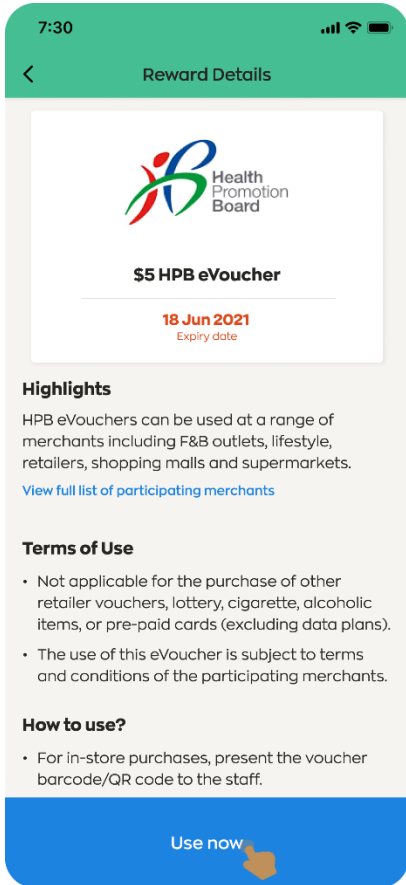 7:30
Reward Details
Health
Promotion
Board
$5 HPB eVoucher
18 Jun 2021
Expiry date
Highlights
HPB eVouchers can be used at a range of
merchants including F&B outlets, lifestyle,
retailers, shopping malls and supermarkets.
View full list of participating merchants
Terms of Use
• Not applicable for the purchase of other
retailer vouchers, lottery, cigarette, alcoholic
items, or pre-paid cards (excluding data plans).
• The use of this eVoucher is subject to terms
and conditions of the participating merchants.
How to use?
• For in-store purchases, present the voucher
barcode/QR code to the staff.
Use now